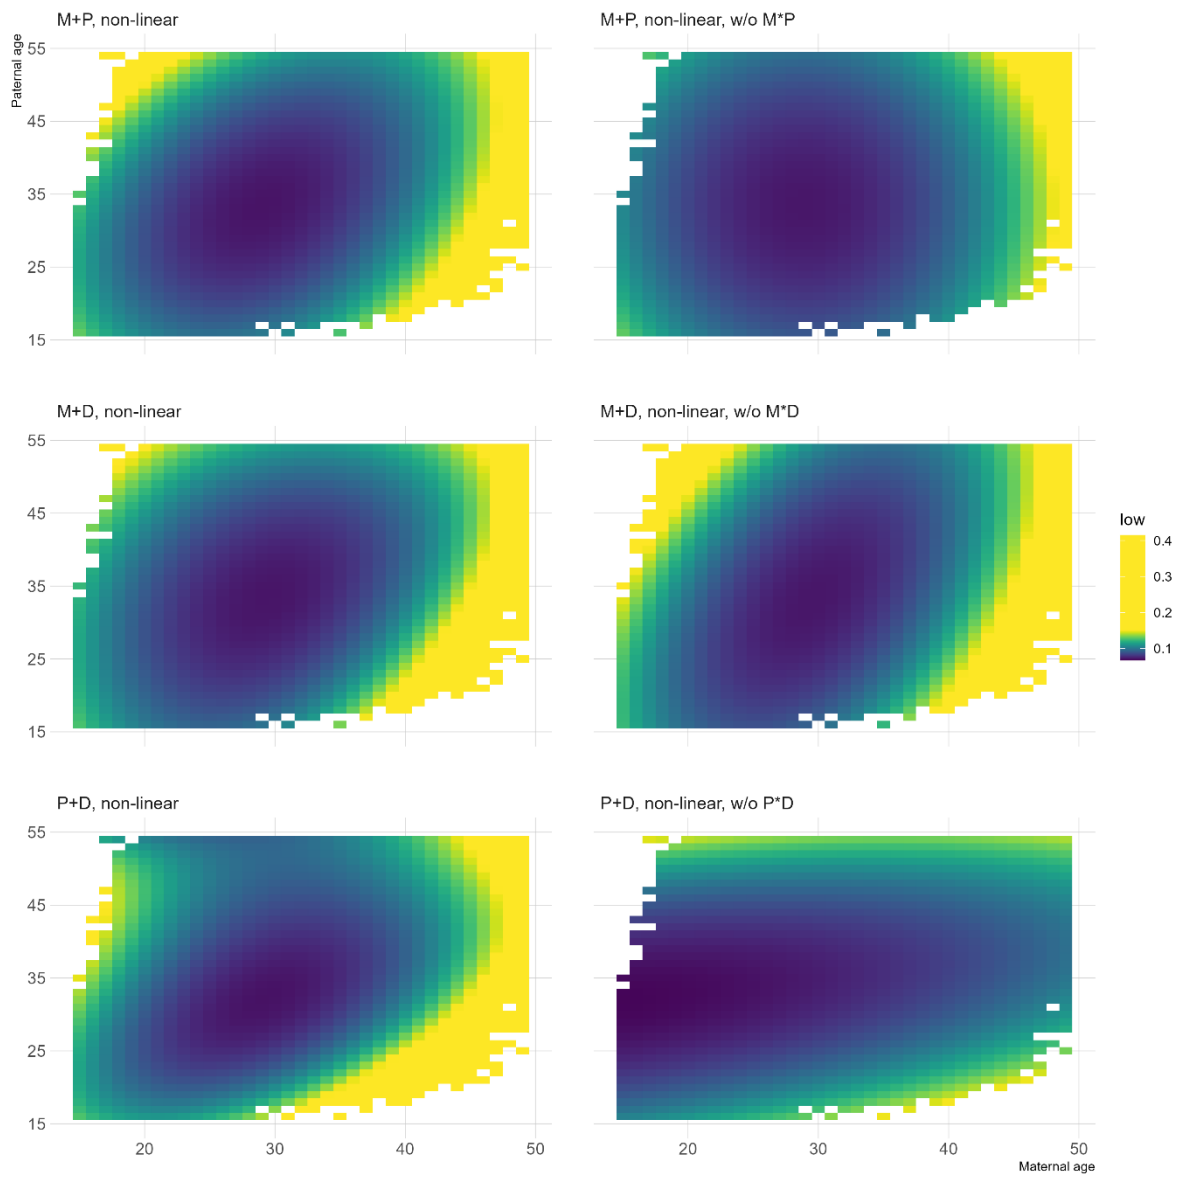 M+P, non-linear
M+P, non-linear, w/o M*P
Paternal age
55
45
35
25
15
M+D, non-linear
M+D, non-linear, w/o M*D
55
45
35
25
15
low
0.4
0.3
0.2
0.1
P+D, non-linear
P+D, non-linear, w/o P*D
55
45
35
25
15
20 30 40 50
20 30 40 50
Maternal age